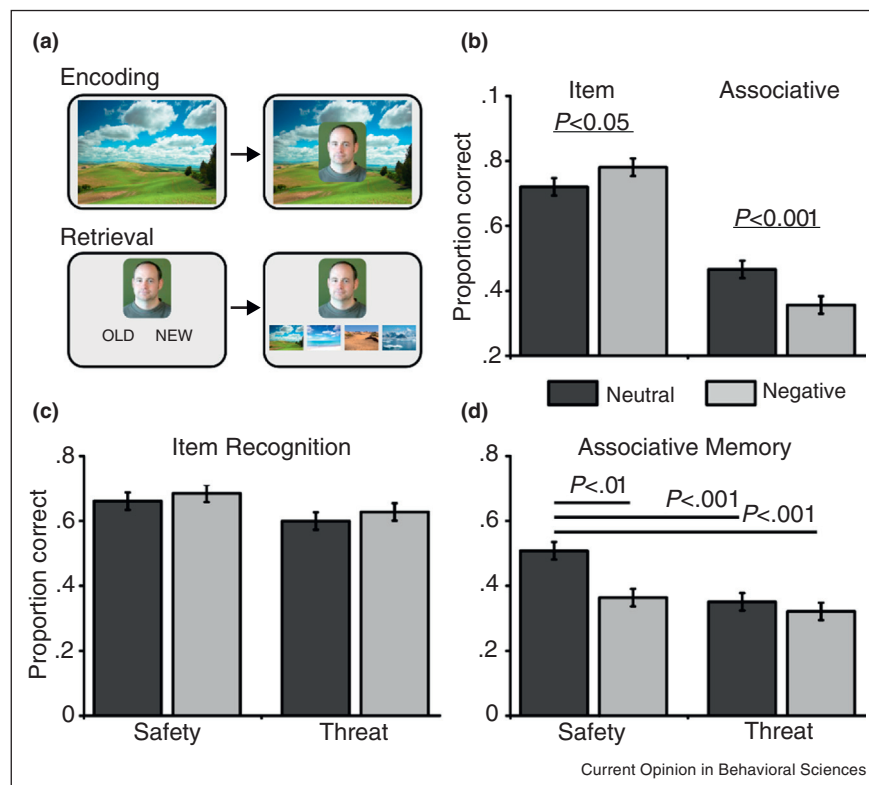 (a)
Encoding
Retrieval
OLD NEW
(b)
Item Associative
P<0.05
P<0.001
Proportion correct
.1
.8
.6
.4
.2
Neutral Negative
(c)
Item Recognition
Proportion correct
.8
.6
.4
.2
0
Safety Threat
(d)
Associative Memory
P<.01
P<.001
P<.001
.8
.6
.4
.2
0
Safety Threat
Current Opinion in Behavioral Sciences